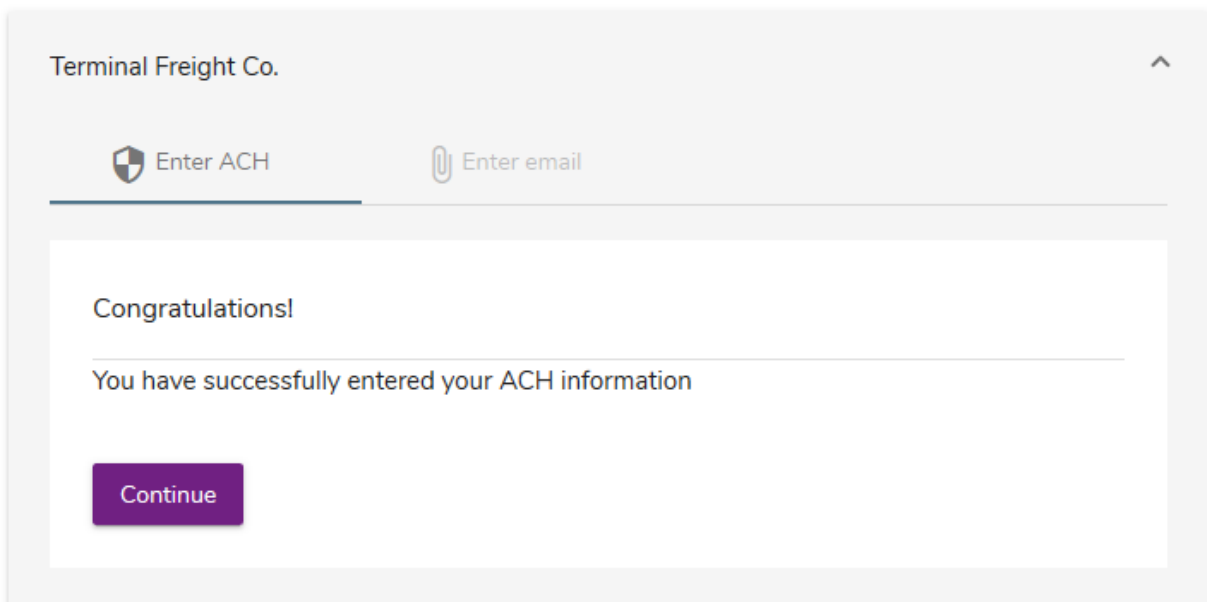 Terminal Freight Co.
Enter ACH
Enter email
Congratulations!
You have successfully entered your ACH information
Continue